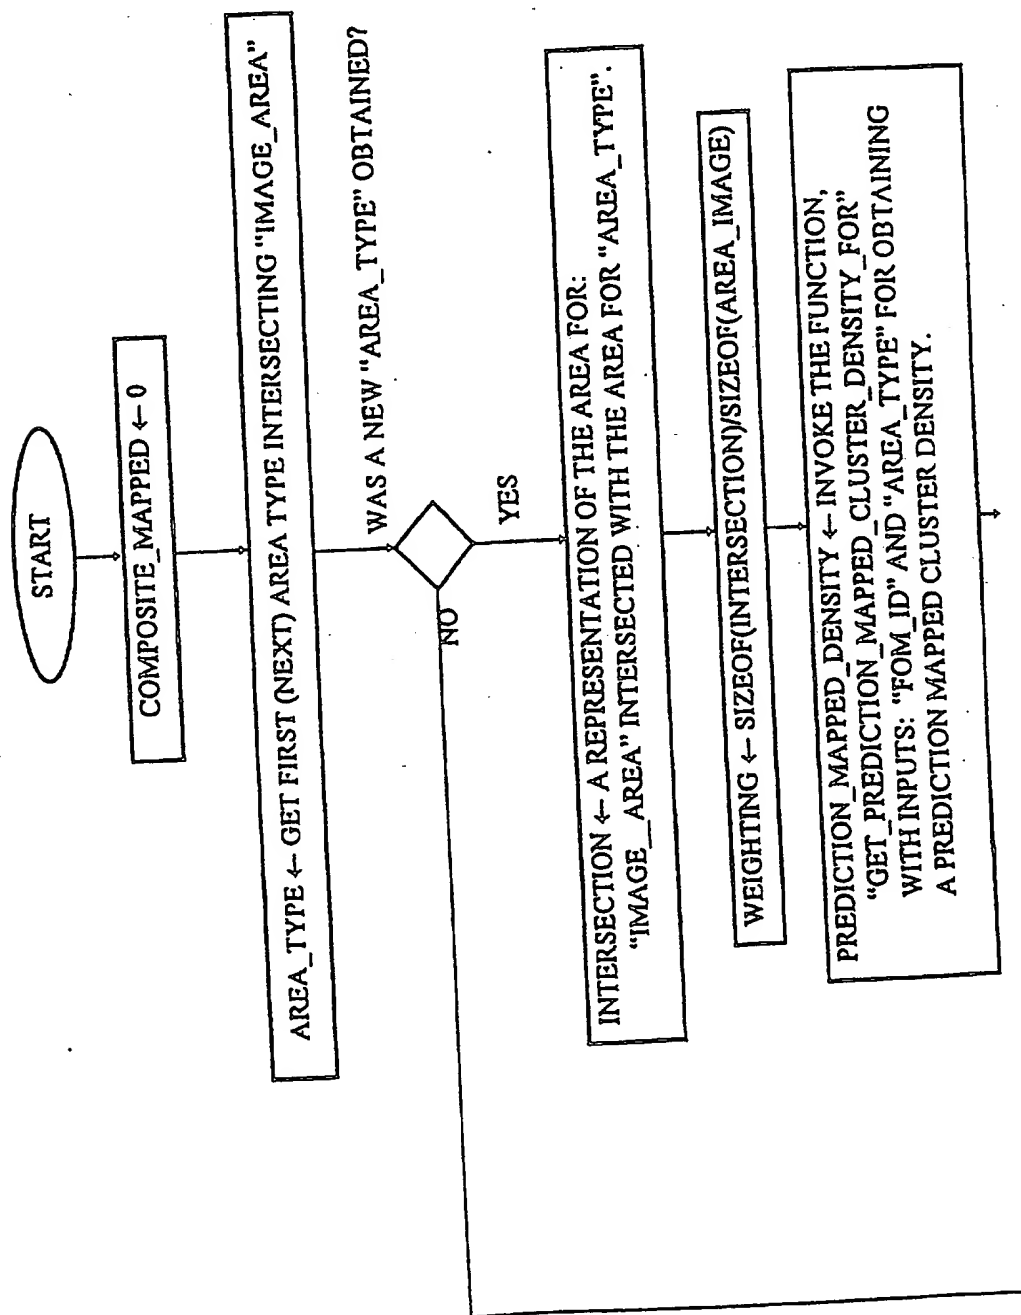 START
COMPOSITE_MAPPED ← 0
AREA_TYPE ← GET FIRST (NEXT) AREA TYPE INTERSECTING "IMAGE_AREA"
WAS A NEW "AREA_TYPE" OBTAINED?
NO
YES
INTERSECTION ← A REPRESENTATION OF THE AREA FOR:
"IMAGE__AREA" INTERSECTED WITH THE AREA FOR "AREA_TYPE".
WEIGHTING ← SIZEOF(INTERSECTION)/SIZEOF(AREA_IMAGE)
PREDICTION_MAPPED_DENSITY ← INVOKE THE FUNCTION,
"GET_PREDICTION_MAPPED_CLUSTER_DENSITY_FOR"
WITH INPUTS: "FOM_ID" AND "AREA_TYPE" FOR OBTAINING
A PREDICTION MAPPED CLUSTER DENSITY.